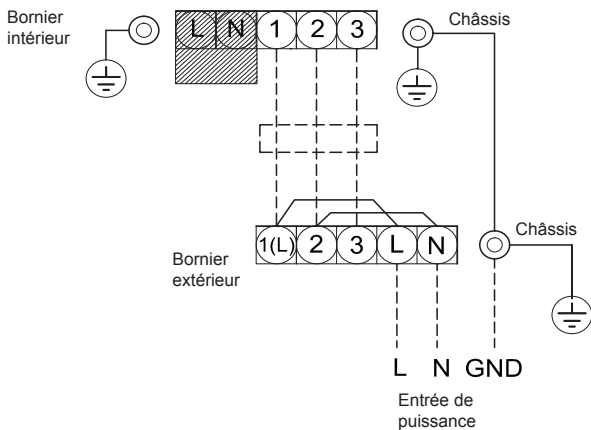 Bornier
intérieur
L N 1 2 3
Châssis
1(L) 2 3 L N
Châssis
Bornier
extérieur
L N GND
Entrée de
puissance